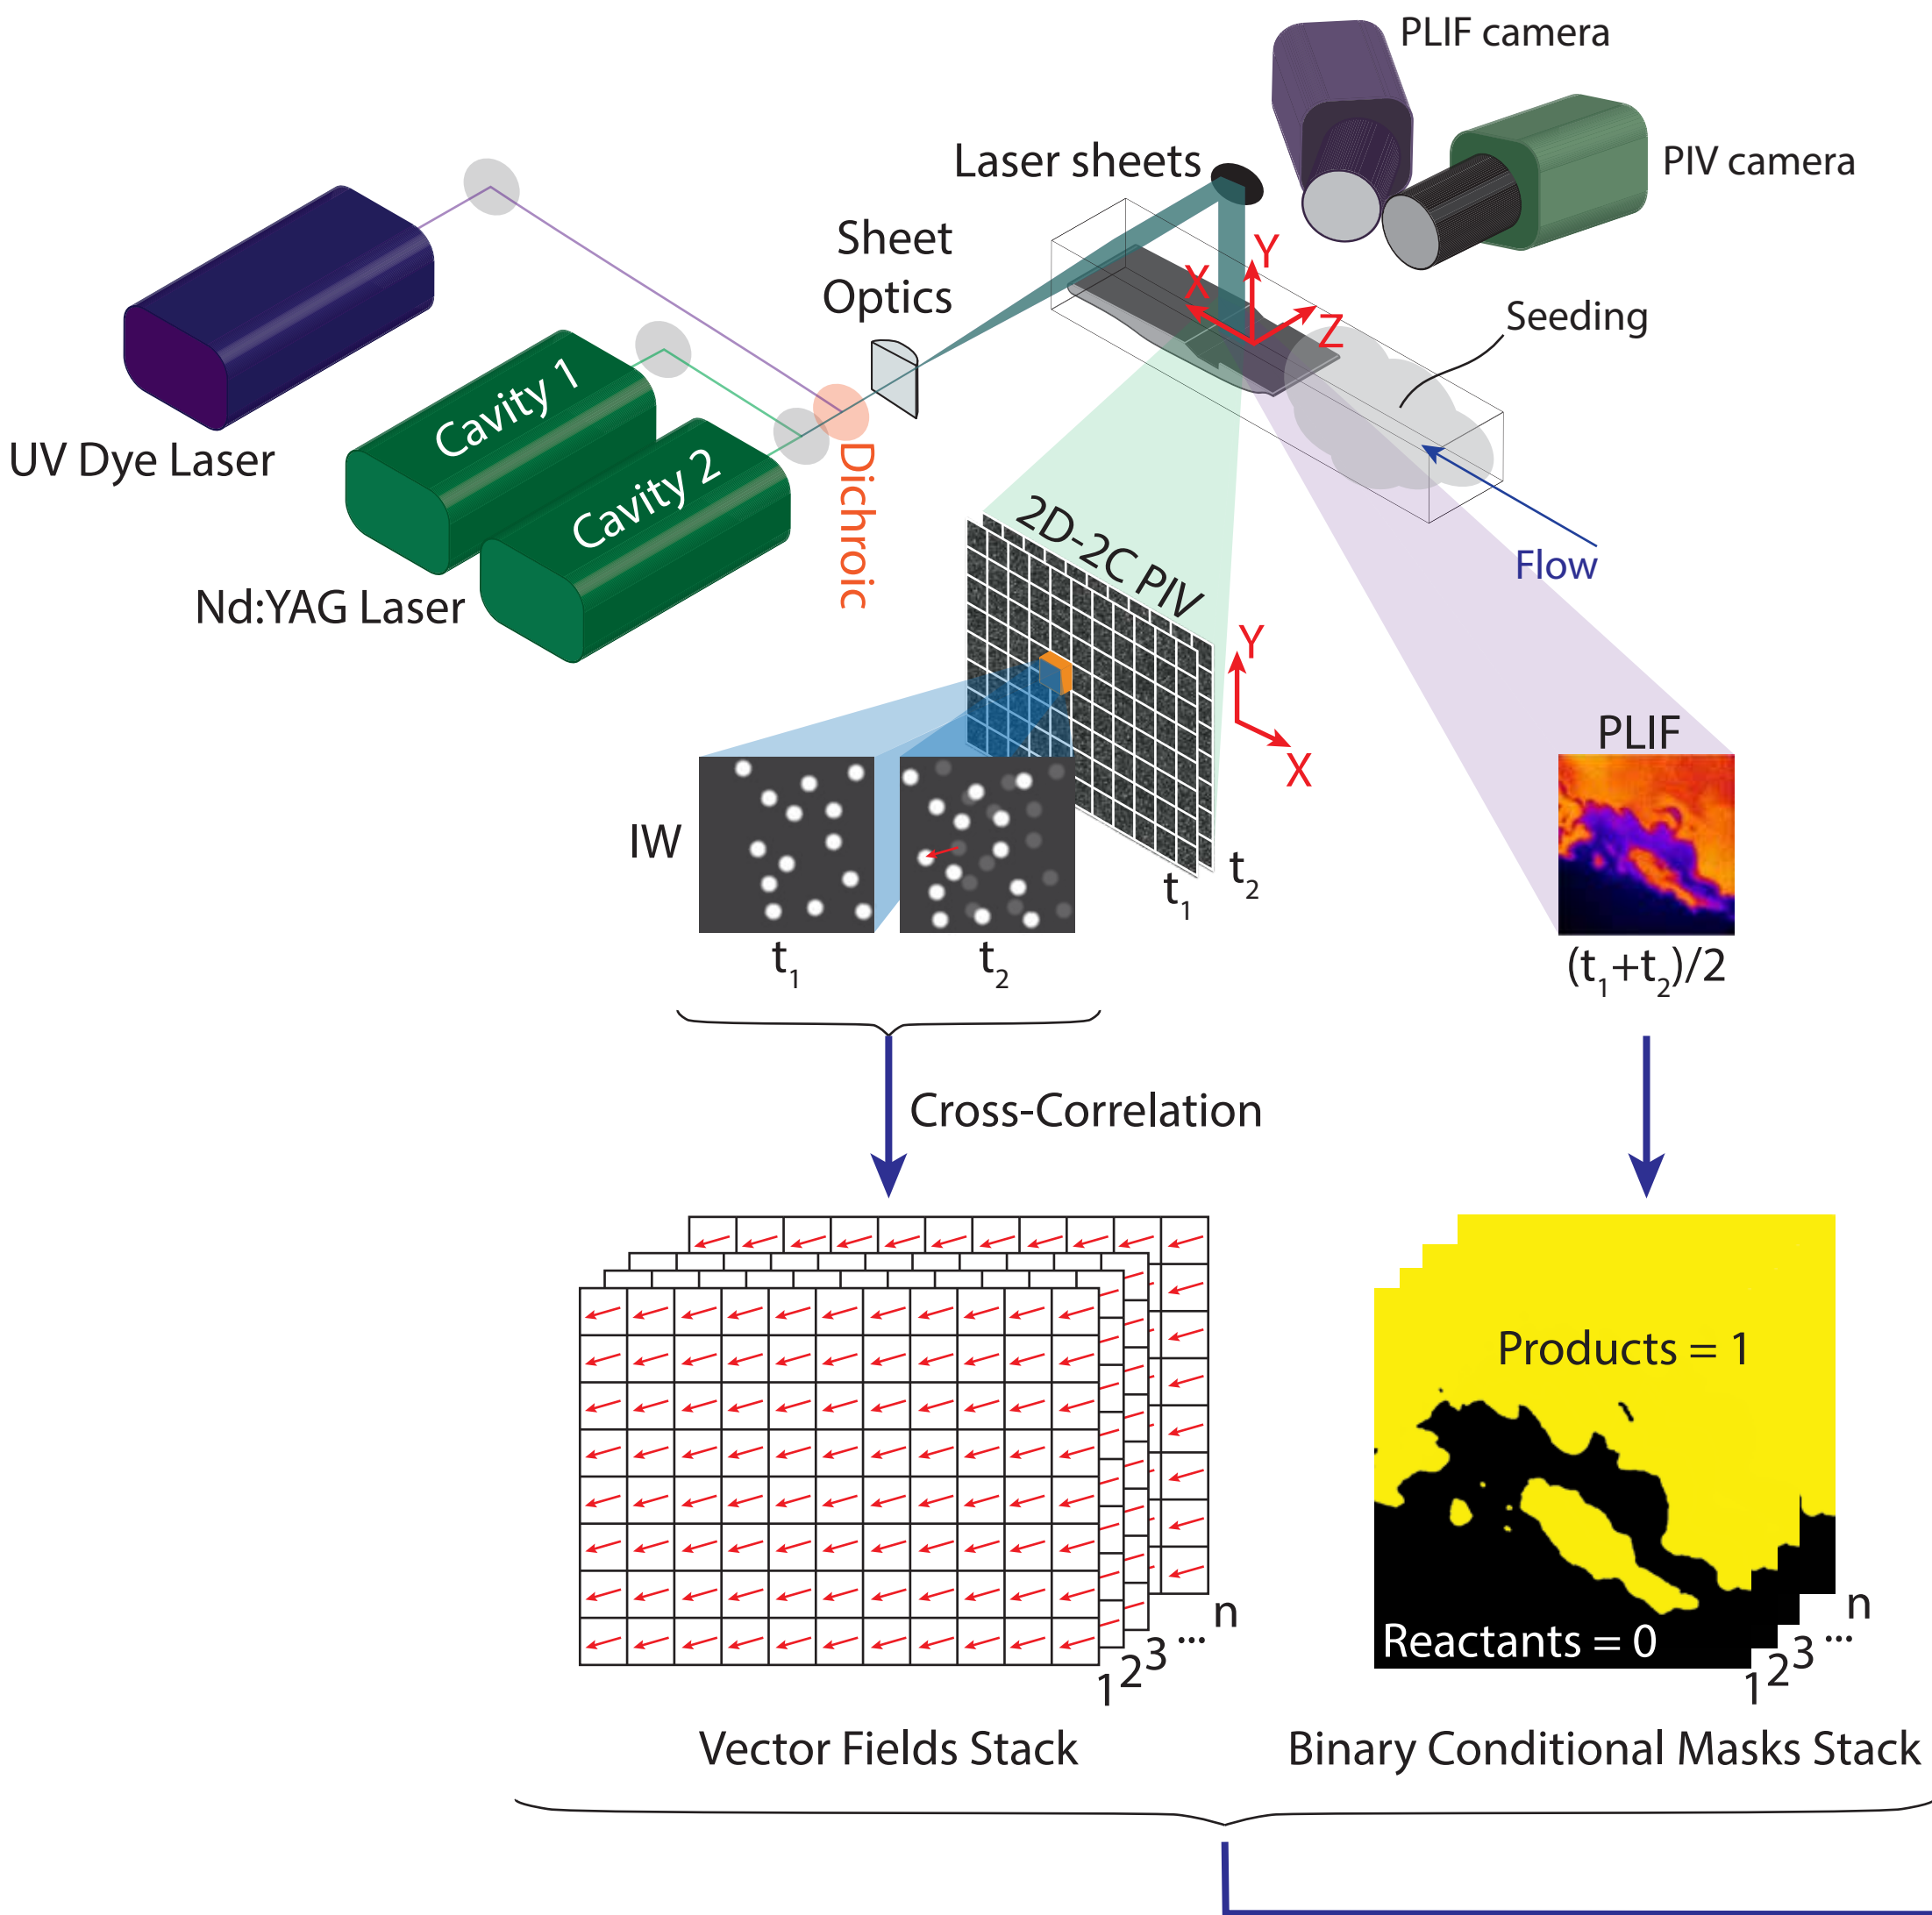 PLIF camera
PIV camera
Laser sheets
Sheet
Optics
Y
X
Z
Seeding
UV Dye Laser
Cavity 1
Cavity 2
Nd:YAG Laser
Dichroic
Flow
2D-2C PIV
Y
X
t1
t2
PLIF
IW
t1
t2
(t1+t2)/2
Cross-Correlation
Products = 1
Reactants = 0
1 2 3 ... n
1 2 3 ... n
Vector Fields Stack
Binary Conditional Masks Stack